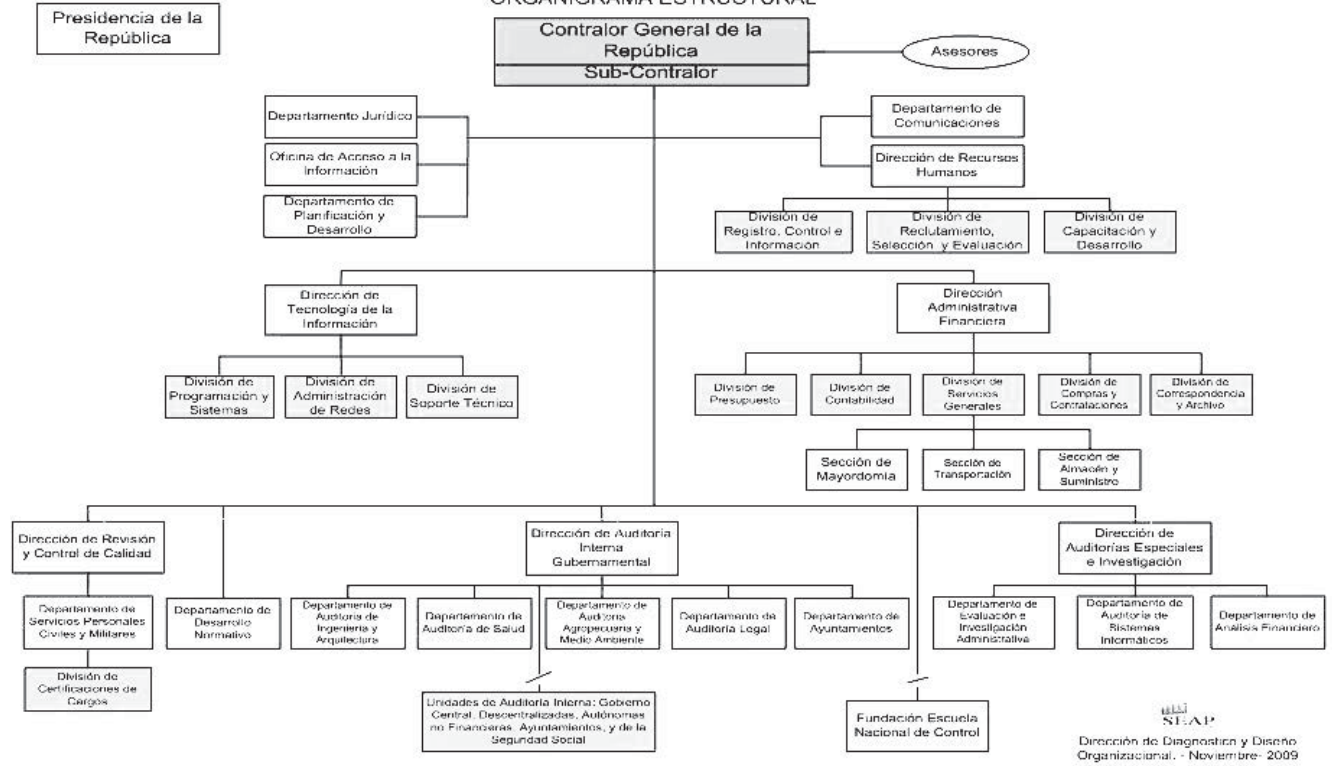 ORGANIGRAMA ESTRUCTURAL
Presidencia de la
República
Contralor General de la
República
Sub-Contralor
Asesores
Departamento Jurídico
Oficina de Acceso a la
Información
Departamento de
Planificación y
Desarrollo
Departamento de
Comunicaciones
Dirección de Recursos
Humanos
División de
Registro, Control e
Información
División de
Reclutamiento,
Selección y Evaluación
División de
Capacitación y
Desarrollo
Dirección de
Tecnología de la
Información
Dirección
Administrativa
Financiera
División de
Programación y
Sistemas
División de
Administración
de Redes
División de
Soporte Técnico
División de
Presupuesto
División de
Contabilidad
División de
Servicios
Generales
División de
Compras y
Contrataciones
División de
Correspondencia
y Archivo
Sección de
Mayordomía
Sección de
Transportación
Sección de
Almacén y
Suministro
Dirección de Revisión
y Control de Calidad
Dirección de Auditoría
Interna
Gubernamental
Dirección de
Auditorías Especiales
e Investigación
Departamento de
Servicios Personales
Civiles y Militares
Departamento de
Desarrollo
Normativo
Departamento de
Auditoría de
Ingeniería y
Arquitectura
Departamento de
Auditoría de Salud
Departamento de
Auditoría
Agropecuaria y
Medio Ambiente
Departamento de
Auditoría Legal
Departamento de
Ayuntamientos
Departamento de
Evaluación e
Investigación
Administrativa
Departamento de
Auditoría de
Sistemas
Informáticos
Departamento de
Análisis Financiero
División de
Certificaciones de
Cargos
Unidades de Auditoría Interna: Gobierno
Central, Descentralizadas, Autónomas
no Financieras, Ayuntamientos, y de la
Seguridad Social
Fundación Escuela
Nacional de Control
SEAP
Dirección de Diagnostico y Diseño
Organizacional. - Noviembre- 2009